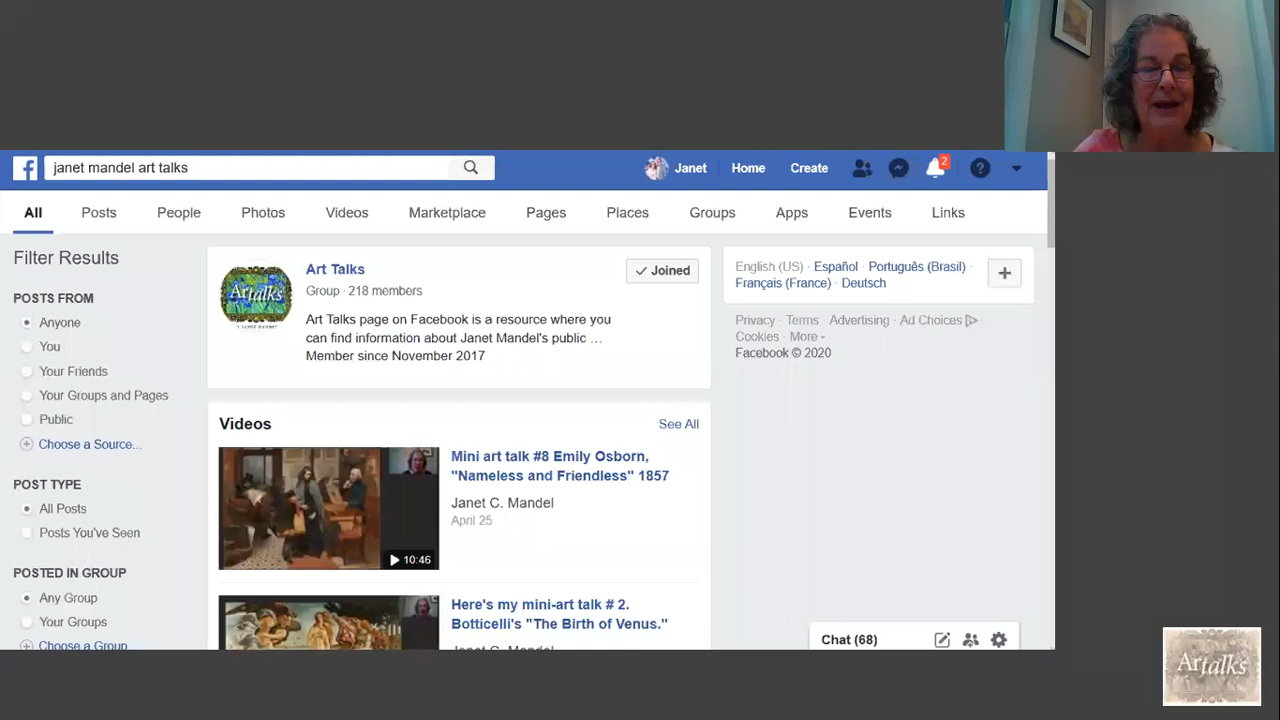 janet mandel art talks
Janet
Home
Create
2
All
Posts
People
Photos
Videos
Marketplace
Pages
Places
Groups
Apps
Events
Links
Filter Results
POSTS FROM
Anyone
You
Your Friends
Your Groups and Pages
Public
Choose a Source...
POST TYPE
All Posts
Posts You've Seen
POSTED IN GROUP
Any Group
Your Groups
Choose a Group
Artalks
Art Talks
Group · 218 members
Joined
Art Talks page on Facebook is a resource where you
can find information about Janet Mandel's public ...
Member since November 2017
Videos
See All
10:46
Mini art talk #8 Emily Osborn,
"Nameless and Friendless" 1857
Janet C. Mandel
April 25
Here's my mini-art talk # 2.
Botticelli's "The Birth of Venus."
Janet C. Mandel
English (US) · Español · Português (Brasil) ·
Français (France) · Deutsch
Privacy · Terms · Advertising · Ad Choices ·
Cookies · More
Facebook © 2020
Chat (68)
Artalks